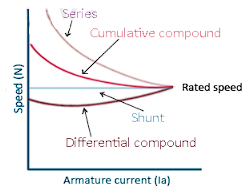 Series
Cumulative compound
Rated speed
Shunt
Differential compound
Speed (N)
Armature current (Ia)